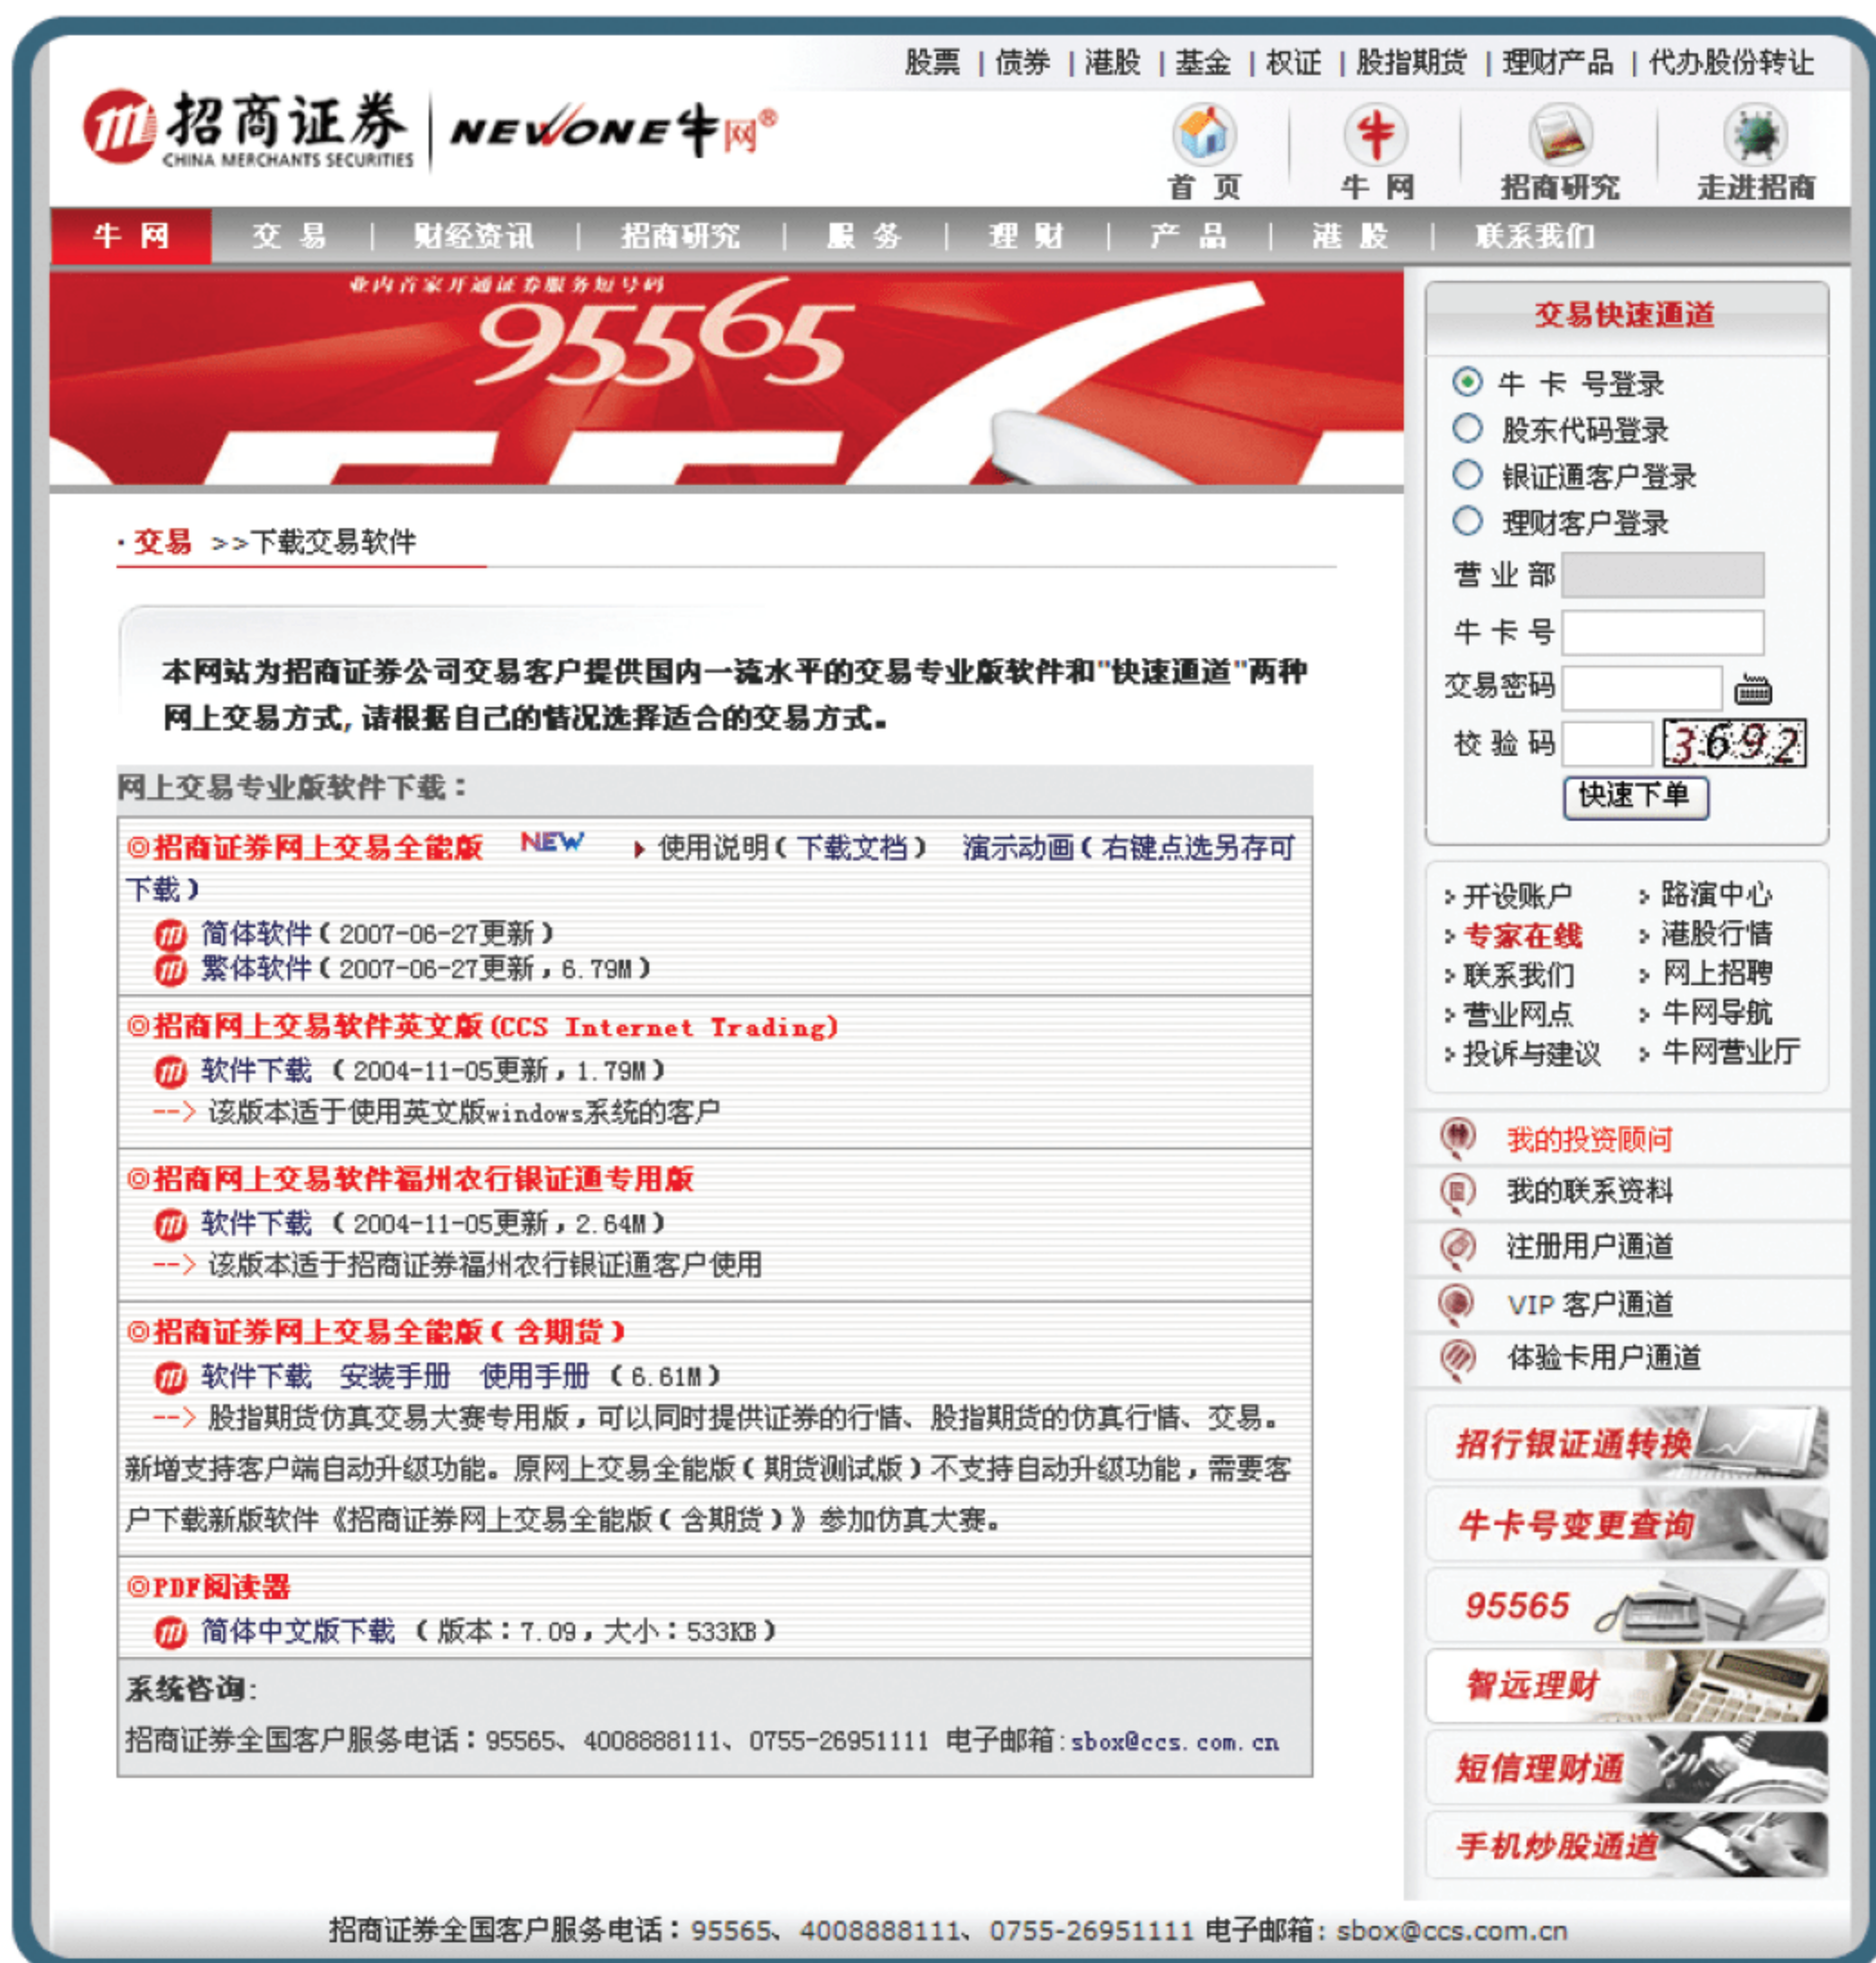 股票 | 债券 | 港股 | 基金 | 权证 | 股指期货 | 理财产品 | 代办股份转让
招商证券 NEWONE牛网®
CHINA MERCHANTS SECURITIES
首 页 牛 网 招商研究 走进招商
牛 网 交 易 | 财经资讯 | 招商研究 | 服 务 | 理 财 | 产 品 | 港 股 | 联系我们
业内首家开通证券服务短号码
95565
·交易 >>下载交易软件
本网站为招商证券公司交易客户提供国内一流水平的交易专业版软件和"快速通道"两种
网上交易方式,请根据自己的情况选择适合的交易方式。
网上交易专业版软件下载：
◎招商证券网上交易全能版 NEW 使用说明(下载文档) 演示动画(右键点选另存可
下载)
简体软件(2007-06-27更新)
繁体软件(2007-06-27更新，6.79M)
◎招商网上交易软件英文版(CCS Internet Trading)
软件下载 (2004-11-05更新，1.79M)
--> 该版本适于使用英文版windows系统的客户
◎招商网上交易软件福州农行银证通专用版
软件下载 (2004-11-05更新，2.64M)
--> 该版本适于招商证券福州农行银证通客户使用
◎招商证券网上交易全能版(含期货)
软件下载 安装手册 使用手册 (6.61M)
--> 股指期货仿真交易大赛专用版，可以同时提供证券的行情、股指期货的仿真行情、交易。
新增支持客户端自动升级功能。原网上交易全能版(期货测试版)不支持自动升级功能，需要客
户下载新版软件《招商证券网上交易全能版(含期货)》参加仿真大赛。
◎PDF阅读器
简体中文版下载 (版本：7.09，大小：533KB)
系统咨询:
招商证券全国客户服务电话：95565、4008888111、0755-26951111 电子邮箱:sbox@ccs.com.cn
交易快速通道
牛 卡 号登录
股东代码登录
银证通客户登录
理财客户登录
营 业 部
牛 卡 号
交易密码
校 验 码 3692
快速下单
开设账户 路演中心
专家在线 港股行情
联系我们 网上招聘
营业网点 牛网导航
投诉与建议 牛网营业厅
我的投资顾问
我的联系资料
注册用户通道
VIP 客户通道
体验卡用户通道
招行银证通转换
牛卡号变更查询
95565
智远理财
短信理财通
手机炒股通道
招商证券全国客户服务电话：95565、4008888111、0755-26951111 电子邮箱: sbox@ccs.com.cn